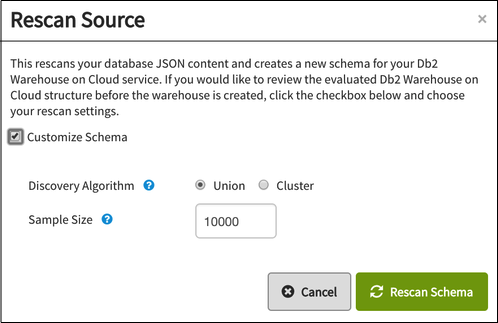 Rescan Source ×
This rescans your database JSON content and creates a new schema for your Db2
Warehouse on Cloud service. If you would like to review the evaluated Db2 Warehouse on
Cloud structure before the warehouse is created, click the checkbox below and choose
your rescan settings.
Customize Schema
Discovery Algorithm ? Union Cluster
Sample Size ? 10000
Cancel Rescan Schema